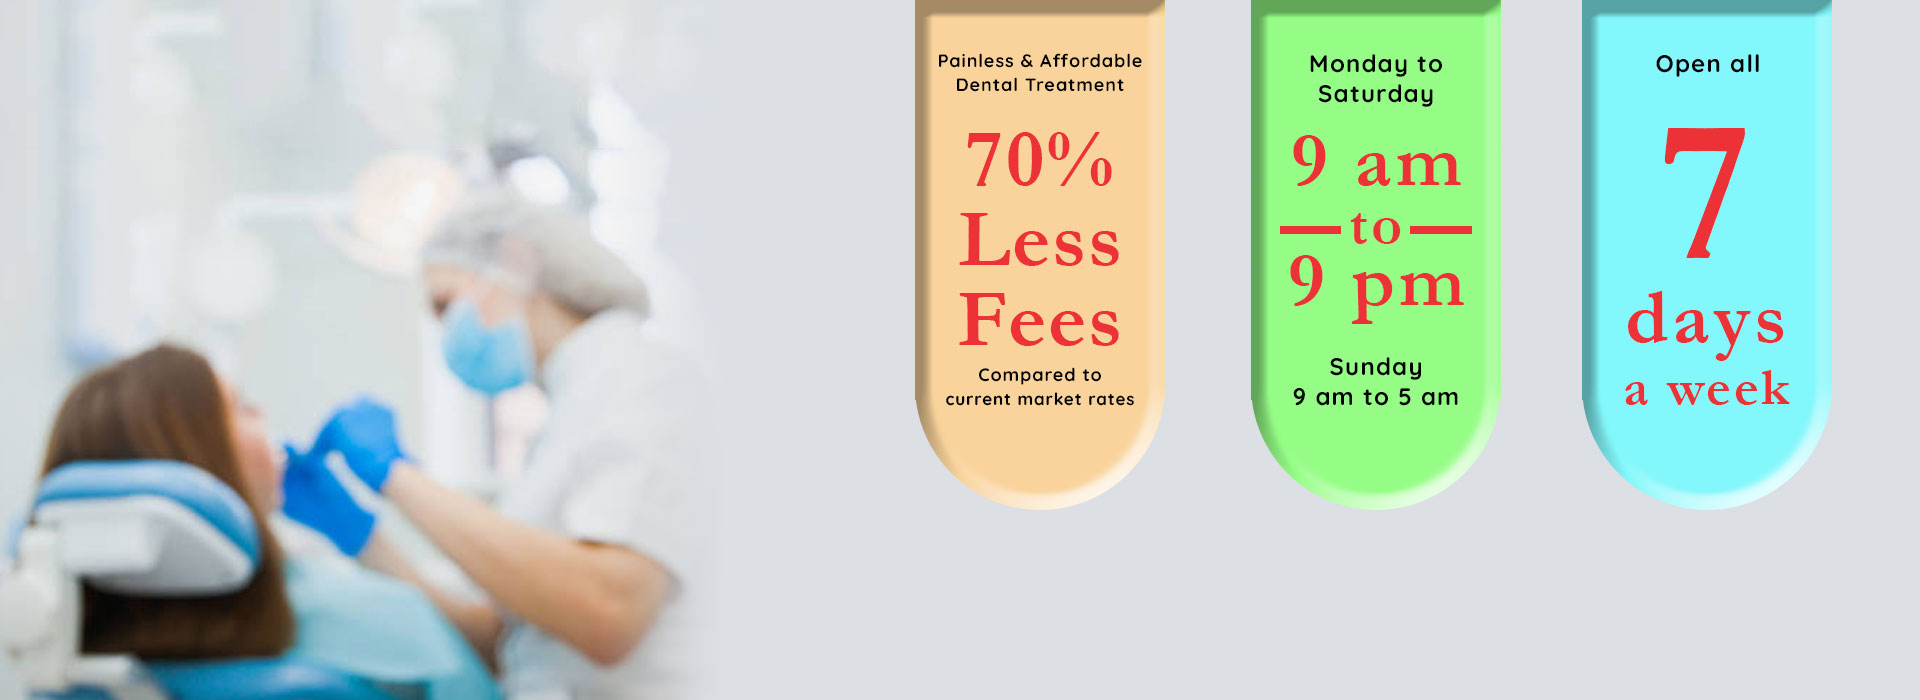 Painless & Affordable
Dental Treatment
70%
Less
Fees
Compared to
current market rates
Monday to
Saturday
9 am
to
9 pm
Sunday
9 am to 5 am
Open all
7
days
a week